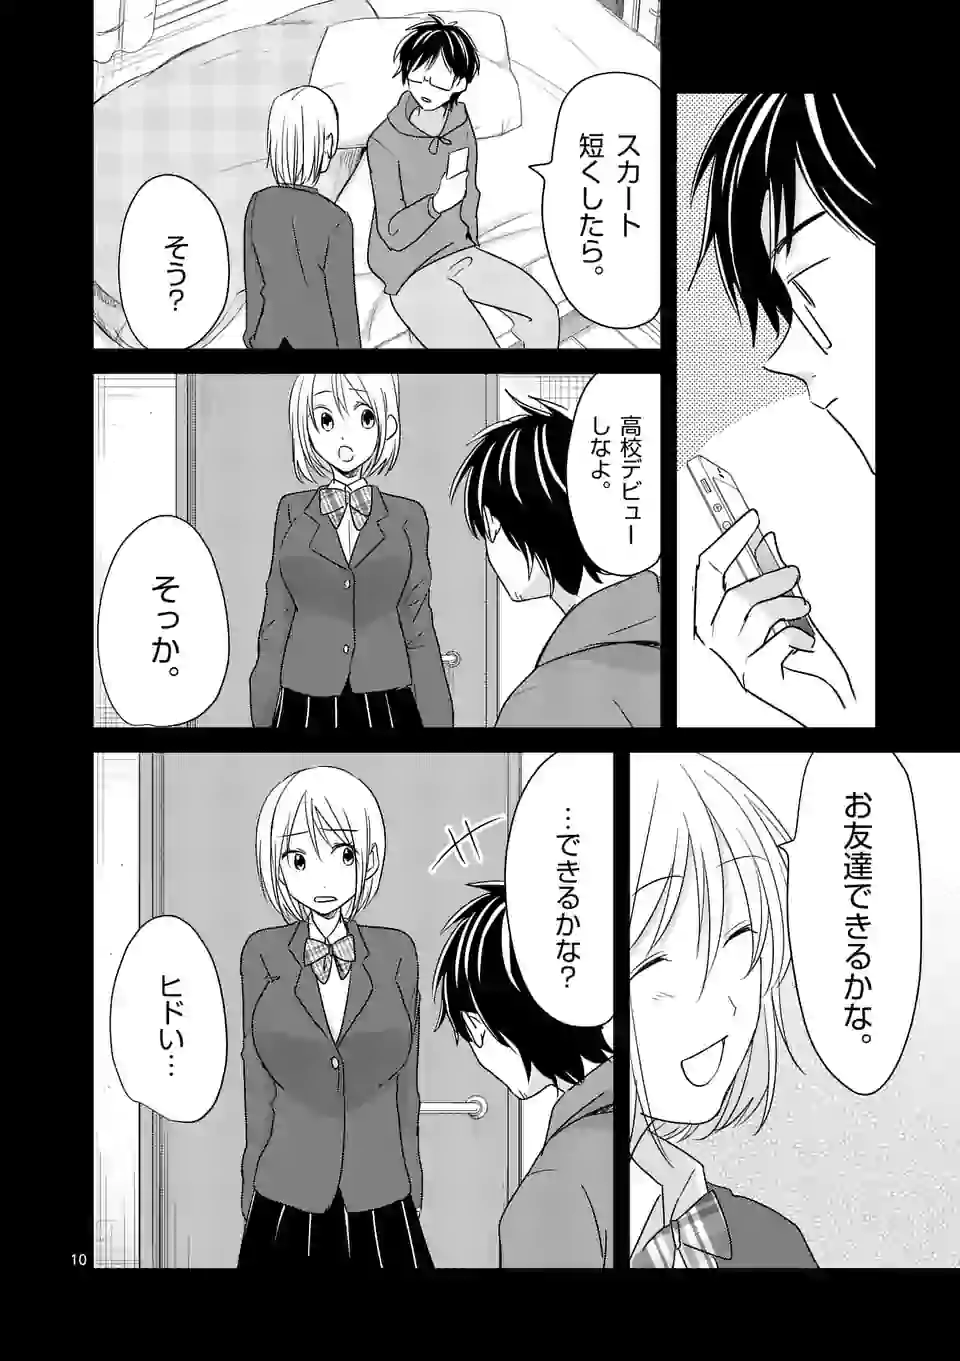 スカート
短くしたら。
そう？
高校デビュー
しなよ。
そっか。
お友達できるかな。
…できるかな？
ヒドい…
10